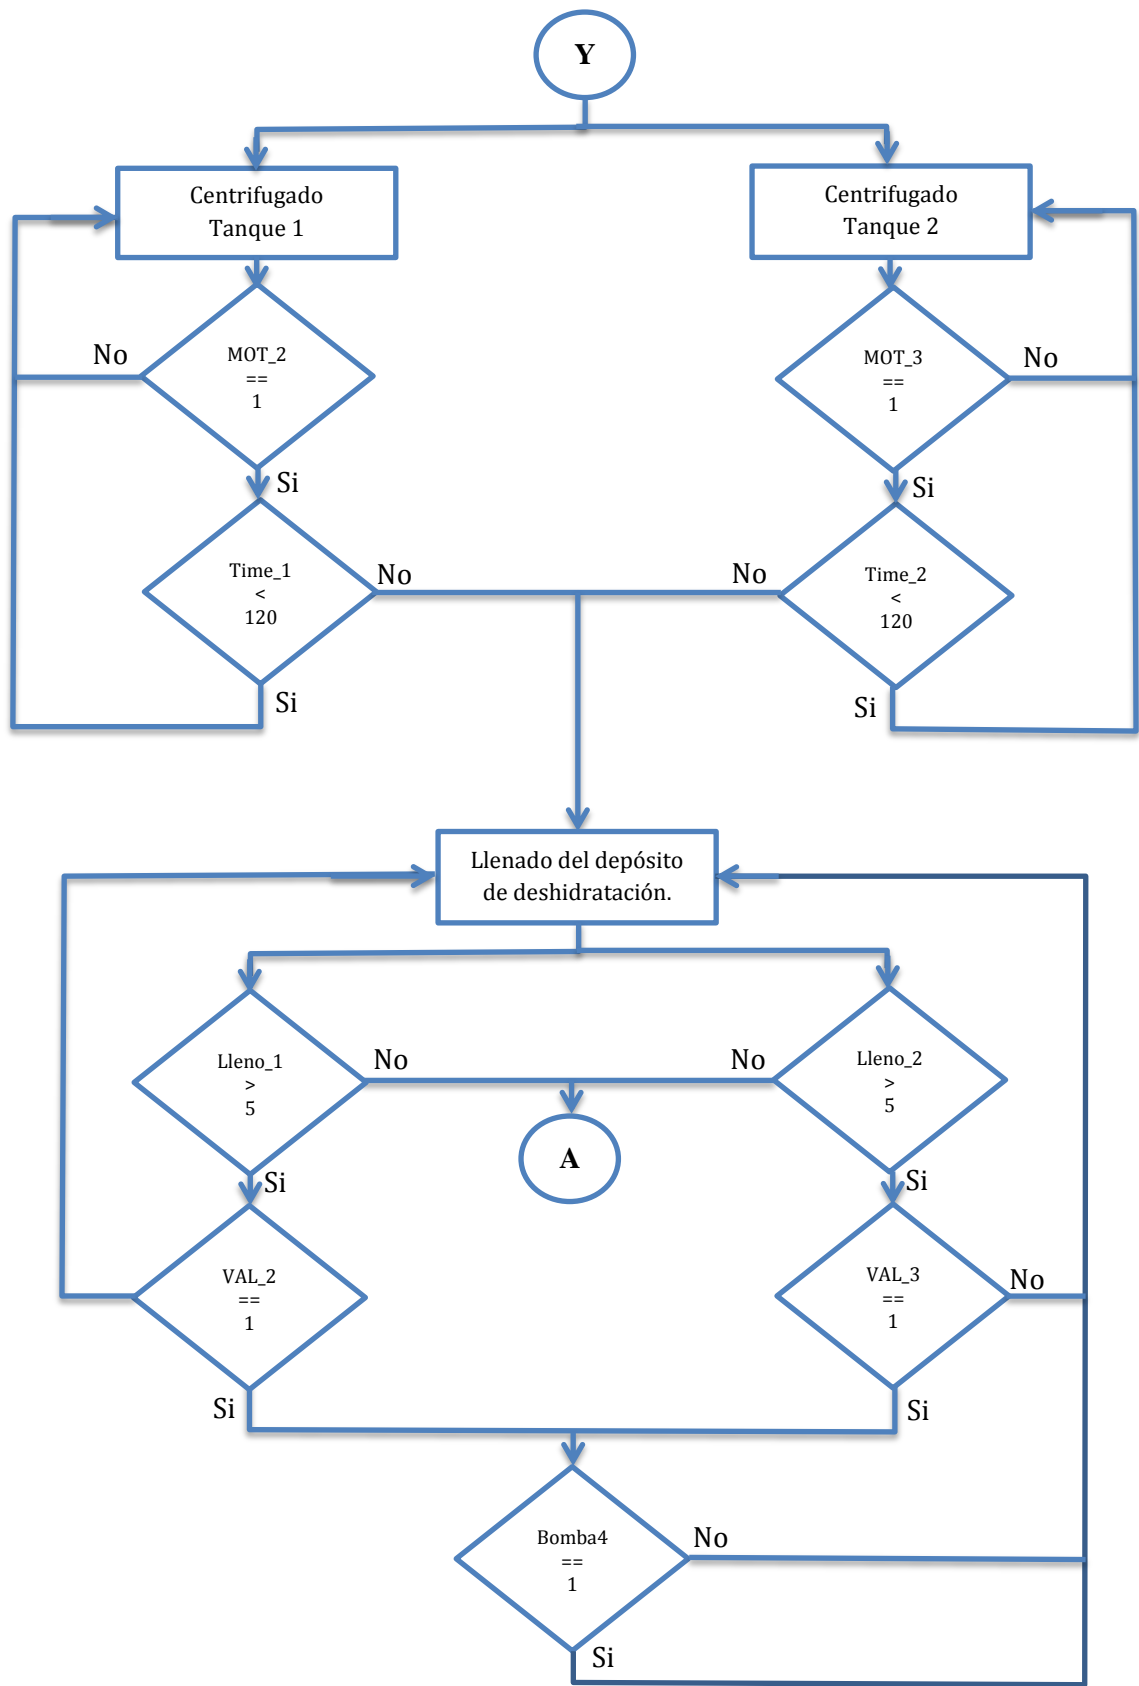 Y
Centrifugado
Tanque 1
Centrifugado
Tanque 2
No
MOT_2
==
1
MOT_3
==
1
No
Si
Si
Time_1
<
120
No
No
Time_2
<
120
Si
Si
Llenado del depósito
de deshidratación.
Lleno_1
>
5
No
No
Lleno_2
>
5
A
Si
Si
VAL_2
==
1
VAL_3
==
1
No
Si
Si
Bomba4
==
1
No
Si